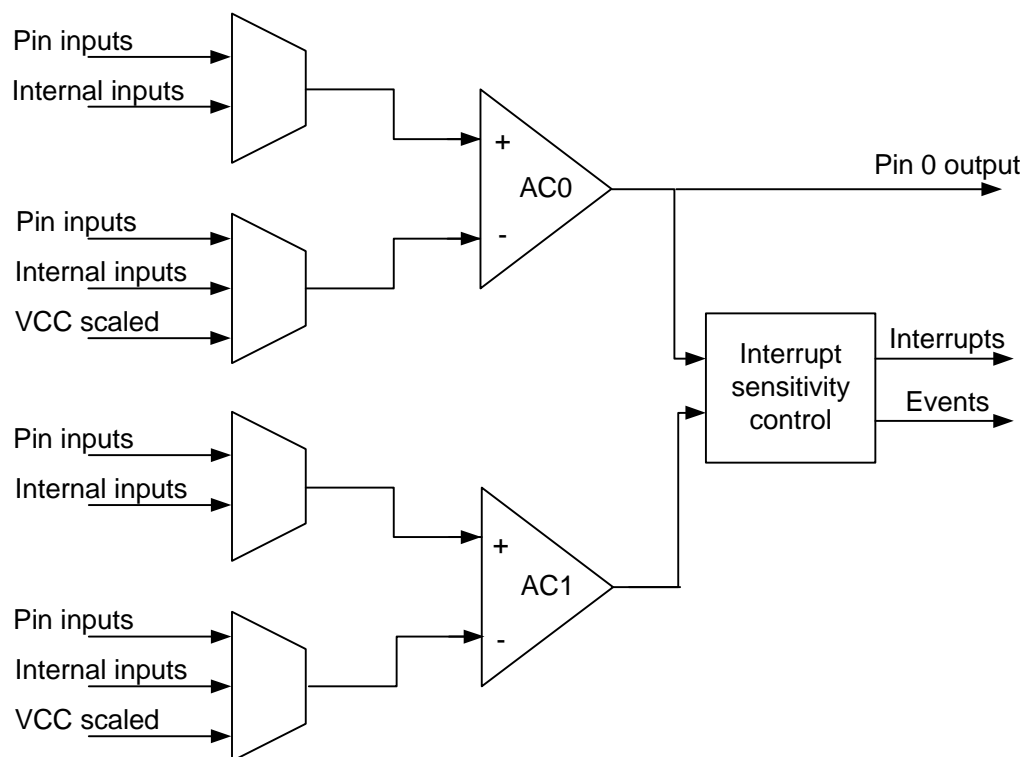 Pin inputs
Internal inputs
+
AC0
-
Pin 0 output
Pin inputs
Internal inputs
VCC scaled
Interrupt
sensitivity
control
Interrupts
Events
Pin inputs
Internal inputs
+
AC1
-
Pin inputs
Internal inputs
VCC scaled